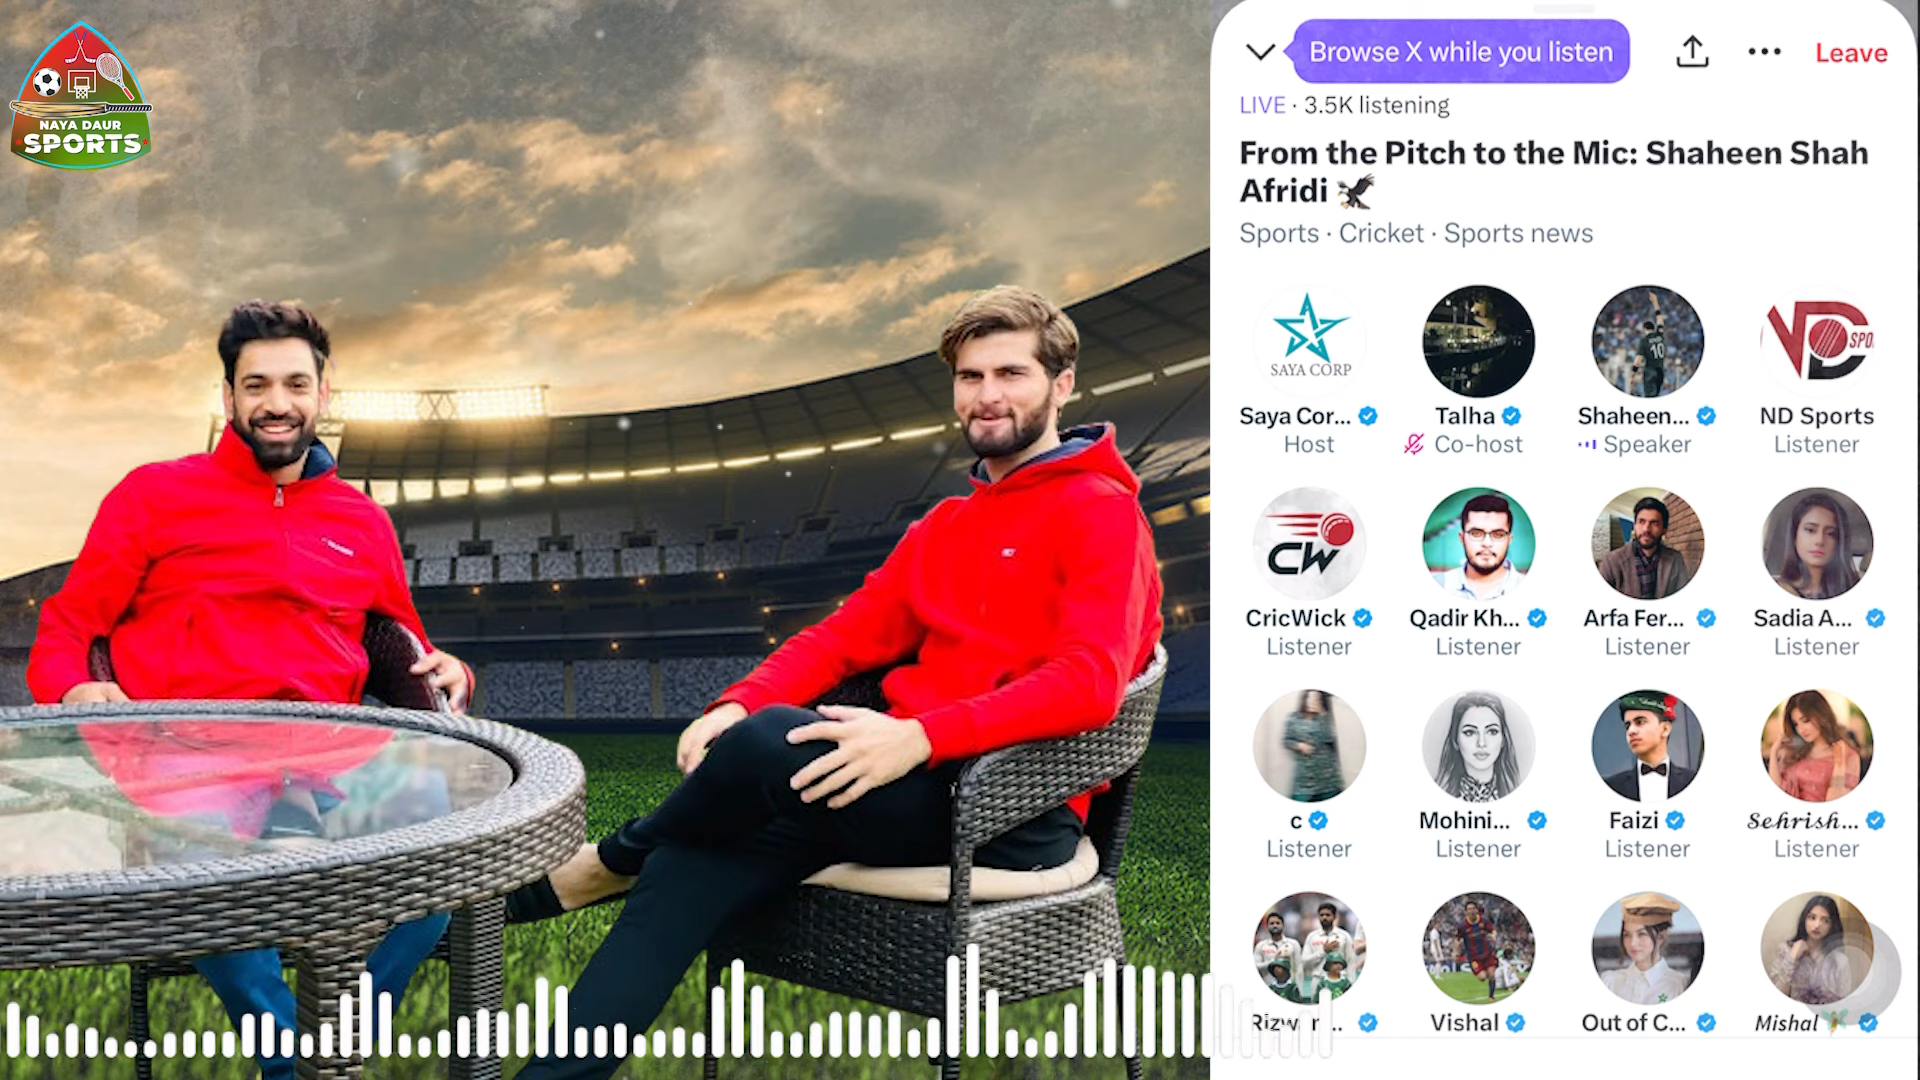 NAYA DAUR
SPORTS
Browse X while you listen
Leave
LIVE · 3.5K listening
From the Pitch to the Mic: Shaheen Shah
Afridi 🦅
Sports · Cricket · Sports news
SAYA CORP
10
SPO
Saya Cor...
Talha
Shaheen...
ND Sports
Host
Co-host
Speaker
Listener
CW
CricWick
Qadir Kh...
Arfa Fer...
Sadia A...
Listener
Listener
Listener
Listener
c
Mohini...
Faizi
Sehrish...
Listener
Listener
Listener
Listener
Vishal
Out of C...
Mishal